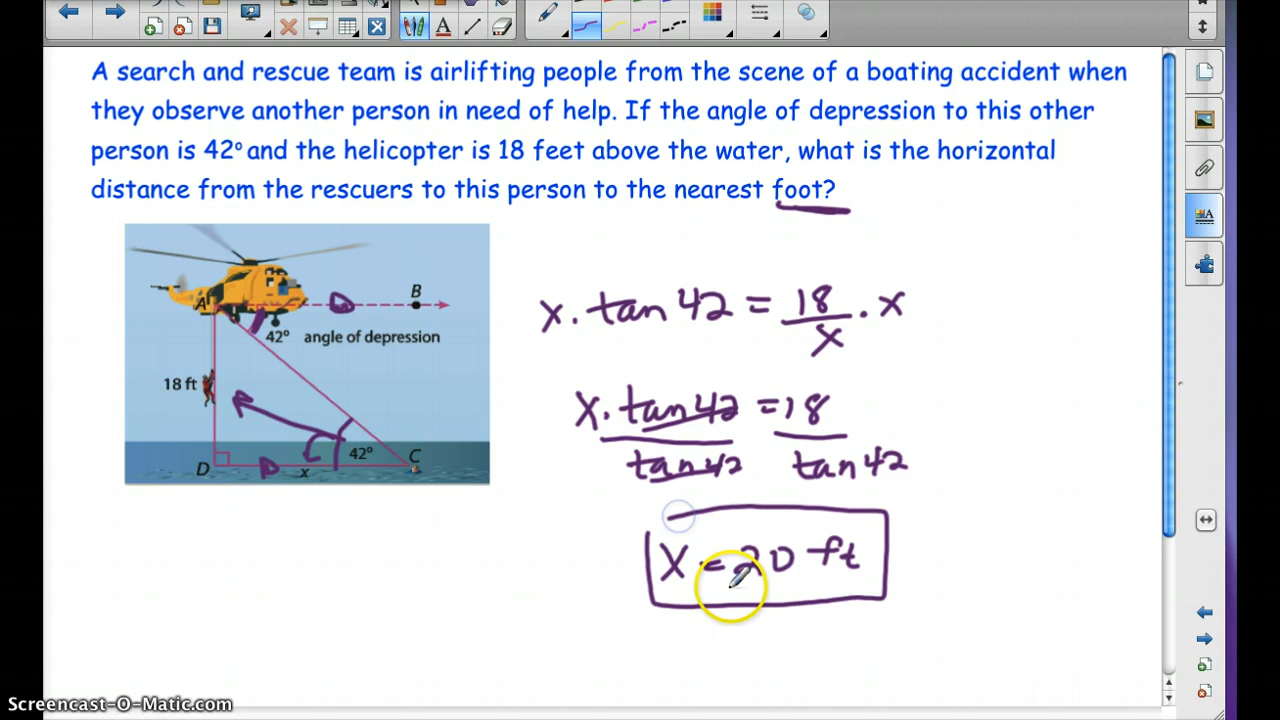 A search and rescue team is airlifting people from the scene of a boating accident when
they observe another person in need of help. If the angle of depression to this other
person is 42° and the helicopter is 18 feet above the water, what is the horizontal
distance from the rescuers to this person to the nearest foot?
A
B
42° angle of depression
18 ft
42°
D
x
C
x · tan 42 = 18/x · x
x · tan 42 = 18
tan 42 tan 42
x = 20 ft
Screencast-O-Matic.com